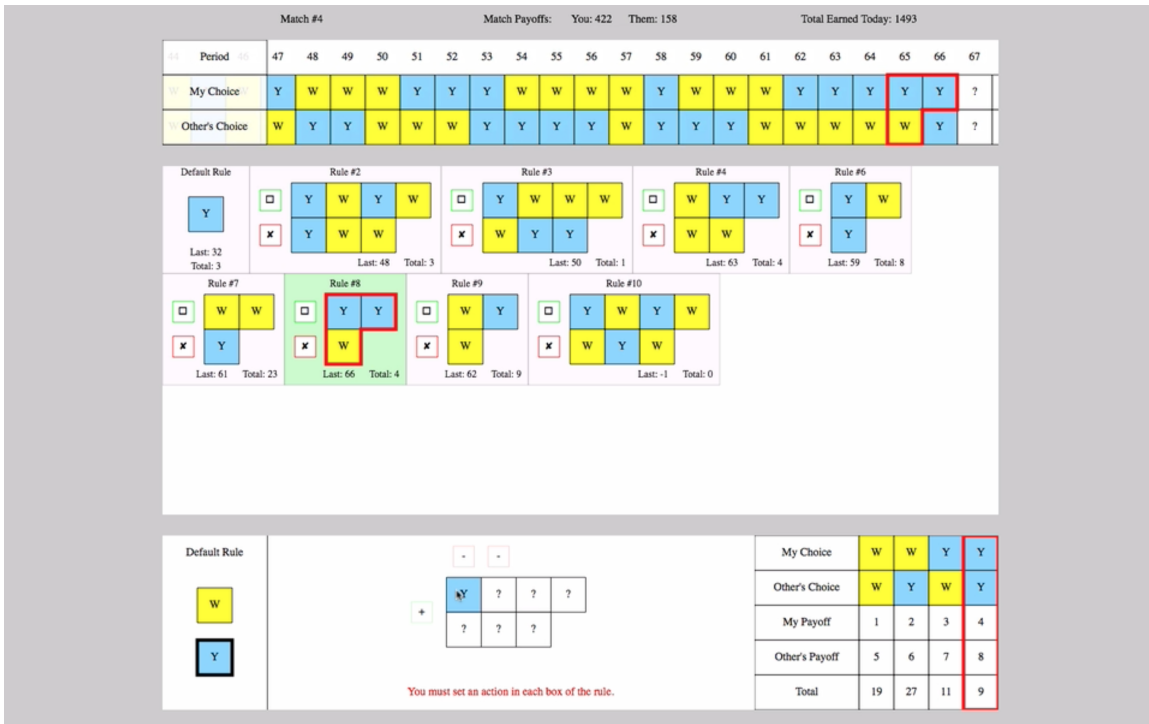 Match #4 Match Payoffs: You: 422 Them: 158 Total Earned Today: 1493
44 Period 46 47 48 49 50 51 52 53 54 55 56 57 58 59 60 61 62 63 64 65 66 67
W My Choice Y W W W Y Y Y W W W W Y W W W Y Y Y Y Y ?
W Other's Choice W Y Y W W W Y Y Y Y W Y Y Y W W W W W Y ?
Default Rule Rule #2 Rule #3 Rule #4 Rule #6
Y W Y W Y W W W W Y Y Y W
Y
✘ Y W W ✘ W Y Y ✘ W W ✘ Y
Last: 32
Total: 3 Last: 48 Total: 3 Last: 50 Total: 1 Last: 63 Total: 4 Last: 59 Total: 8
Rule #7 Rule #8 Rule #9 Rule #10
W W Y Y W Y Y W Y W
✘ Y ✘ W ✘ W ✘ W Y W
Last: 61 Total: 23 Last: 66 Total: 4 Last: 62 Total: 9 Last: -1 Total: 0
Default Rule
W
Y
- -
Y ? ? ?
+
? ? ?
You must set an action in each box of the rule.
My Choice W W Y Y
Other's Choice W Y W Y
My Payoff 1 2 3 4
Other's Payoff 5 6 7 8
Total 19 27 11 9